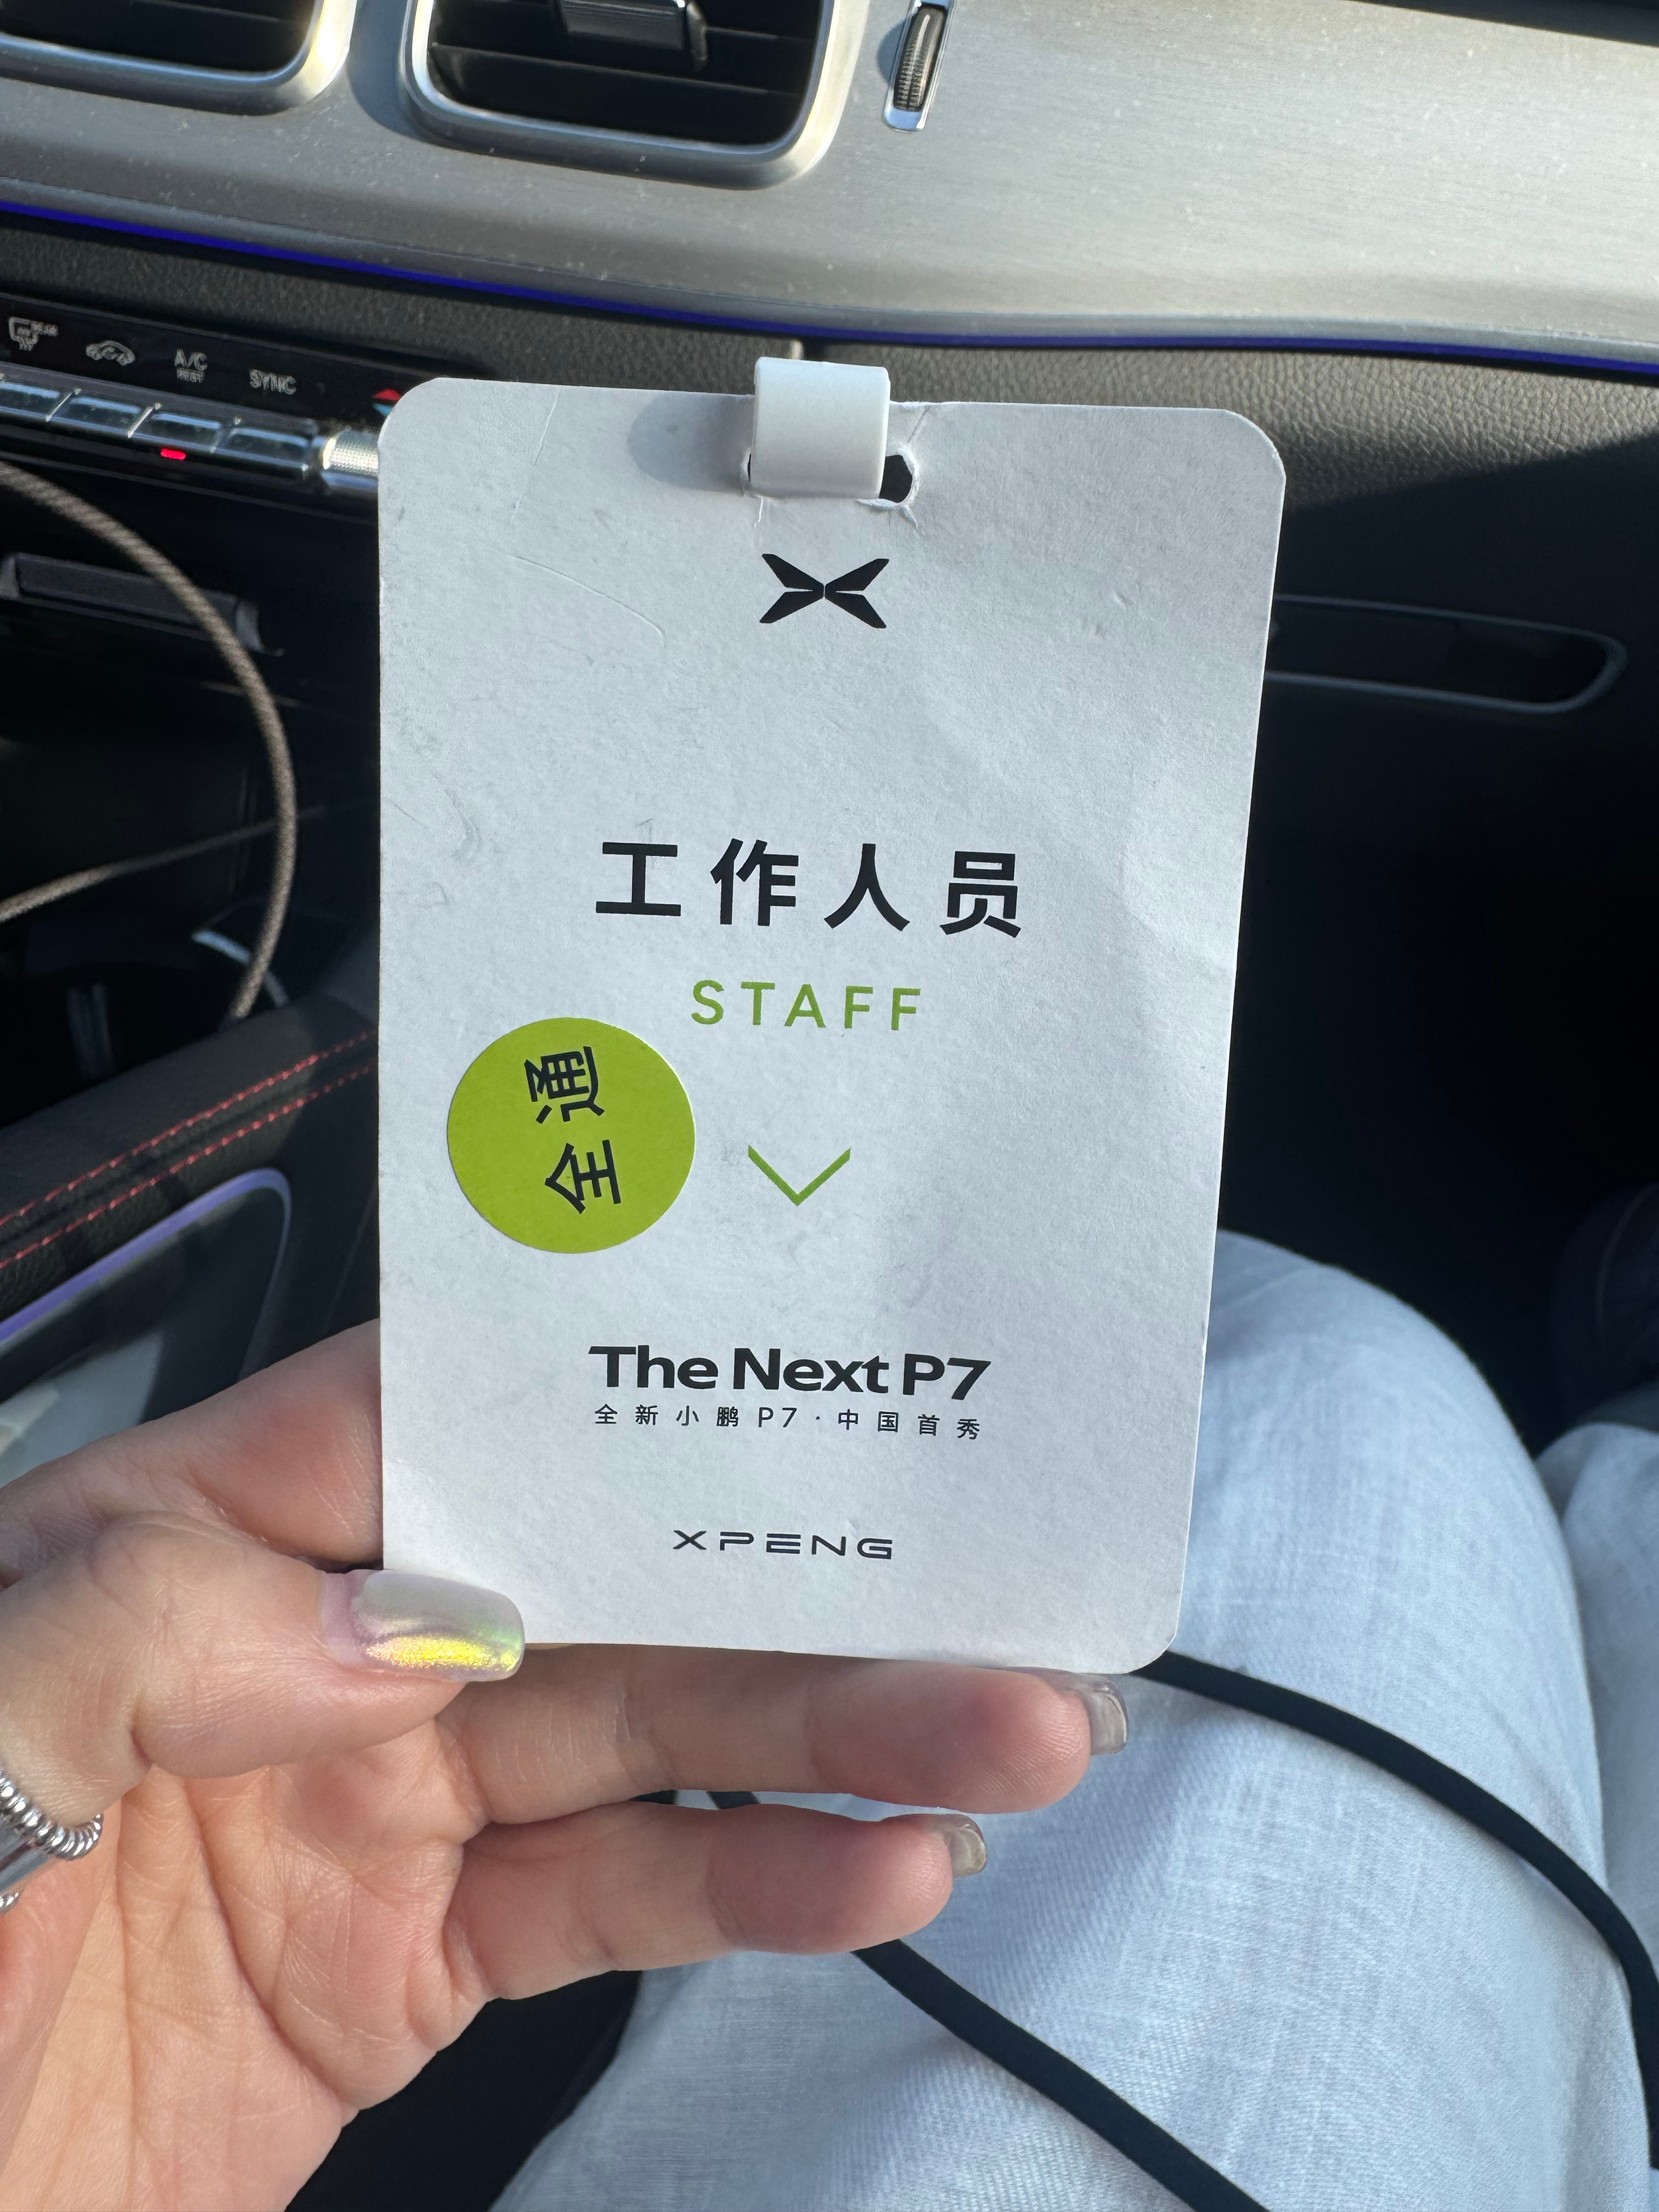 A/C
REST
SYNC
工作人员
STAFF
全通
The Next P7
全新小鹏P7·中国首秀
XPENG